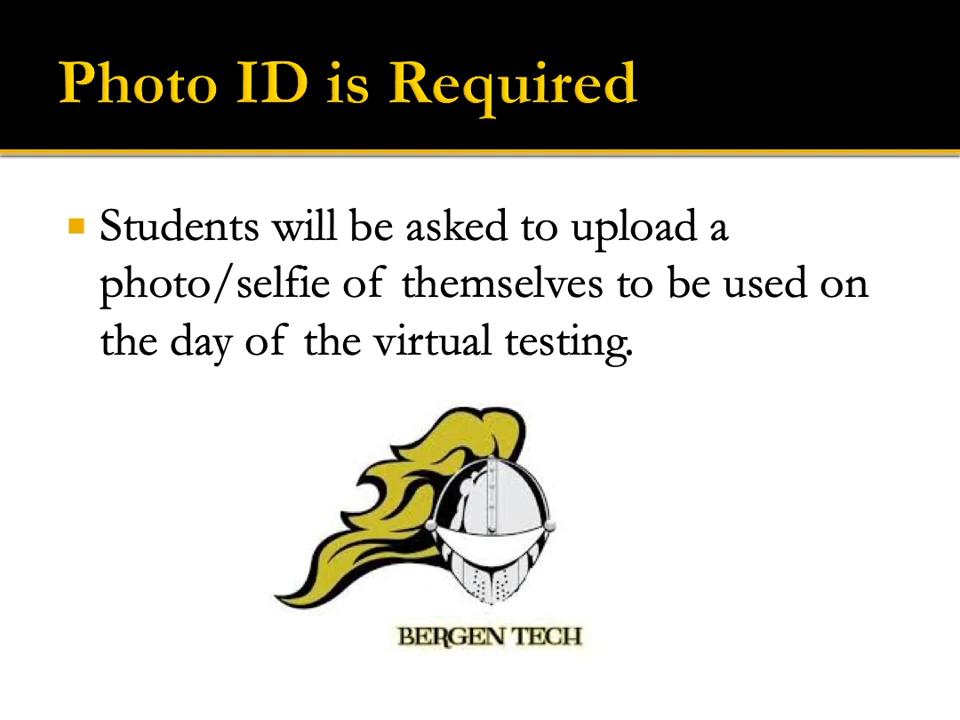 Photo ID is Required
Students will be asked to upload a
photo/selfie of themselves to be used on
the day of the virtual testing.
BERGEN TECH